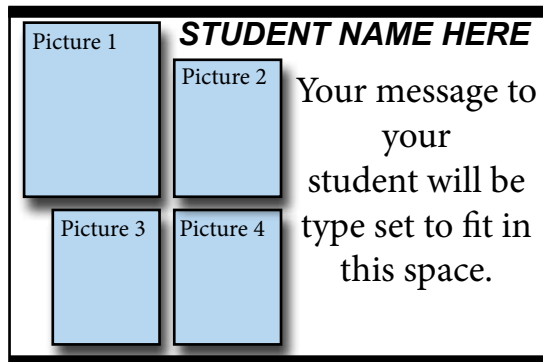 STUDENT NAME HERE
Picture 1
Picture 2
Picture 3
Picture 4
Your message to
your
student will be
type set to fit in
this space.